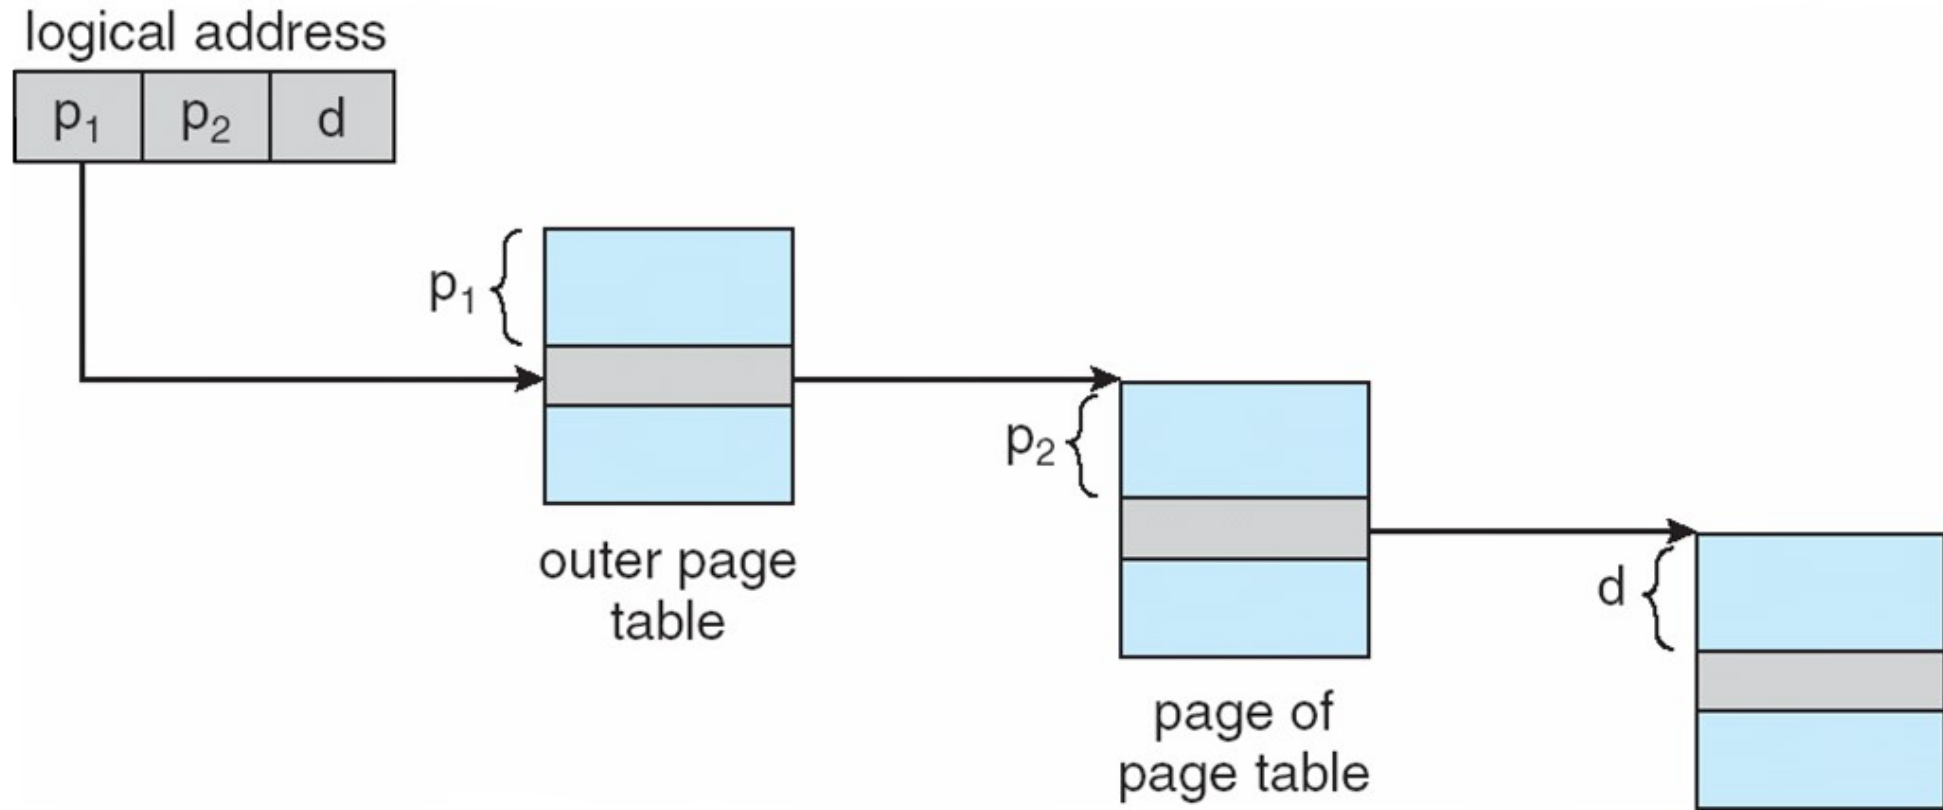 logical address
p₁ p₂ d
p₁
outer page
table
p₂
page of
page table
d